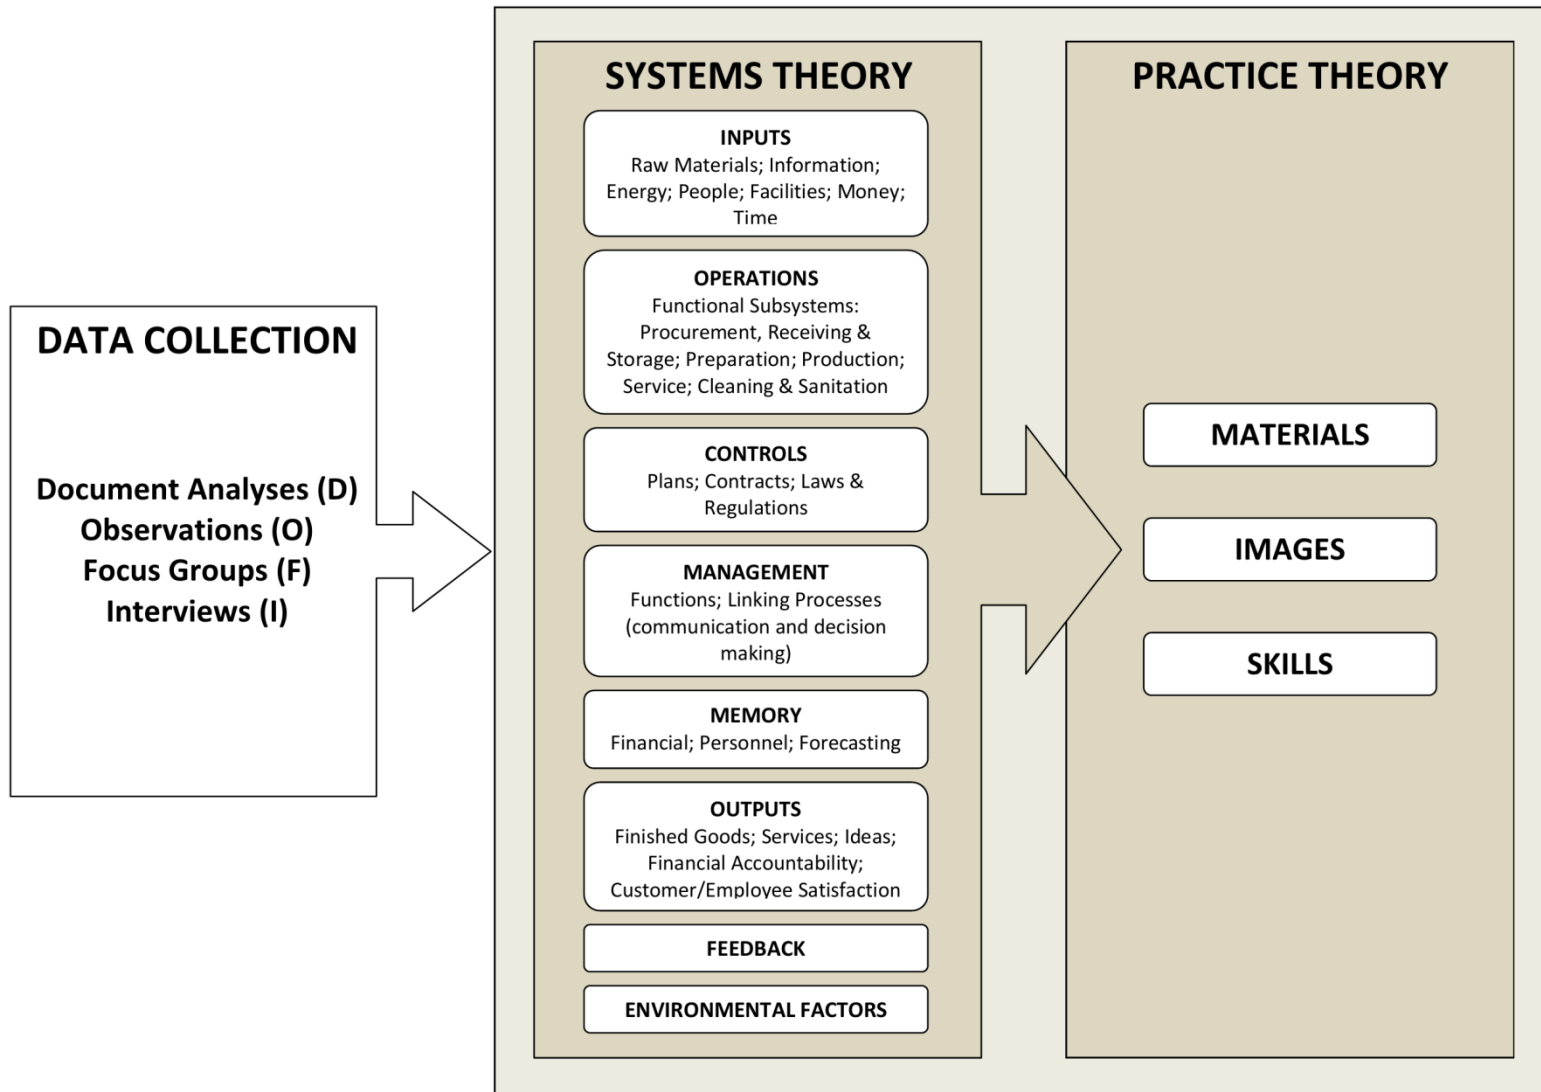 DATA COLLECTION
Document Analyses (D)
Observations (O)
Focus Groups (F)
Interviews (I)
SYSTEMS THEORY
INPUTS
Raw Materials; Information;
Energy; People; Facilities; Money;
Time
OPERATIONS
Functional Subsystems:
Procurement, Receiving &
Storage; Preparation; Production;
Service; Cleaning & Sanitation
CONTROLS
Plans; Contracts; Laws &
Regulations
MANAGEMENT
Functions; Linking Processes
(communication and decision
making)
MEMORY
Financial; Personnel; Forecasting
OUTPUTS
Finished Goods; Services; Ideas;
Financial Accountability;
Customer/Employee Satisfaction
FEEDBACK
ENVIRONMENTAL FACTORS
PRACTICE THEORY
MATERIALS
IMAGES
SKILLS